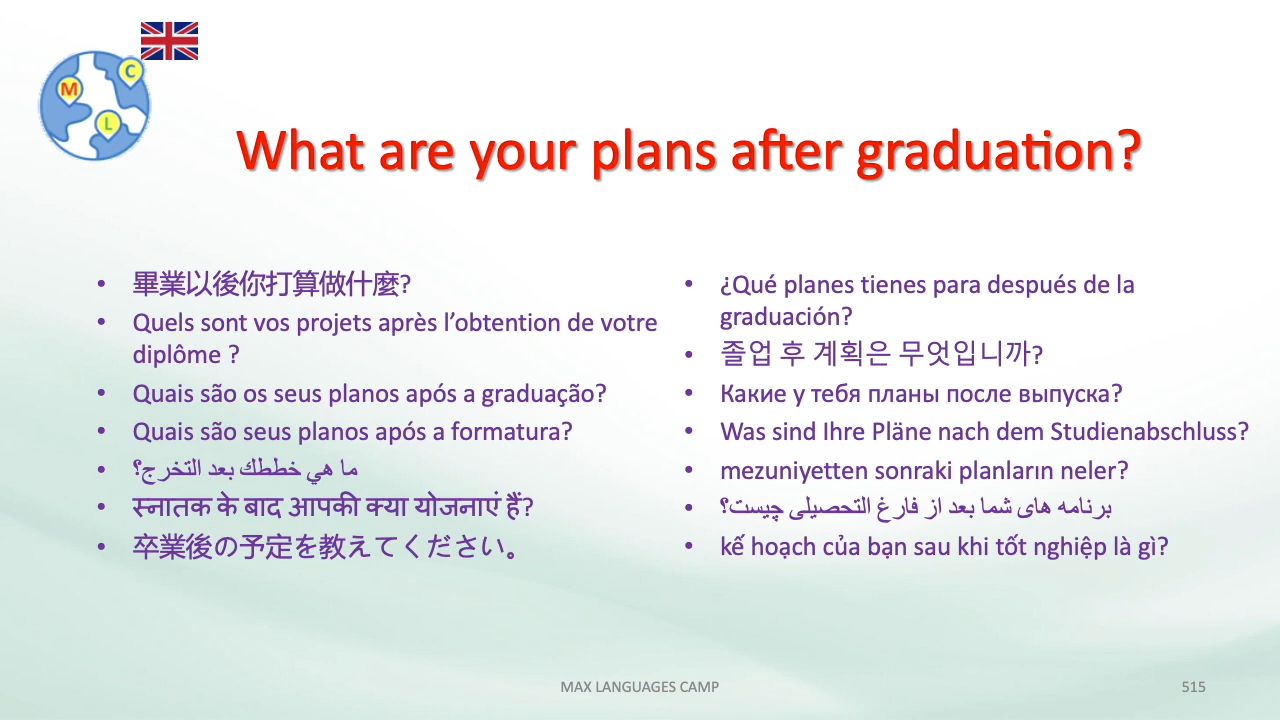 M
C
L
What are your plans after graduation?
• 畢業以後你打算做什麼?
• Quels sont vos projets après l’obtention de votre
diplôme ?
• Quais são os seus planos após a graduação?
• Quais são seus planos após a formatura?
• ما هي خططك بعد التخرج؟
• स्नातक के बाद आपकी क्या योजनाएं हैं?
• 卒業後の予定を教えてください。
• ¿Qué planes tienes para después de la
graduación?
• 졸업 후 계획은 무엇입니까?
• Какие у тебя планы после выпуска?
• Was sind Ihre Pläne nach dem Studienabschluss?
• mezuniyetten sonraki planların neler?
• برنامه های شما بعد از فارغ التحصیلی چیست؟
• kế hoạch của bạn sau khi tốt nghiệp là gì?
MAX LANGUAGES CAMP
515